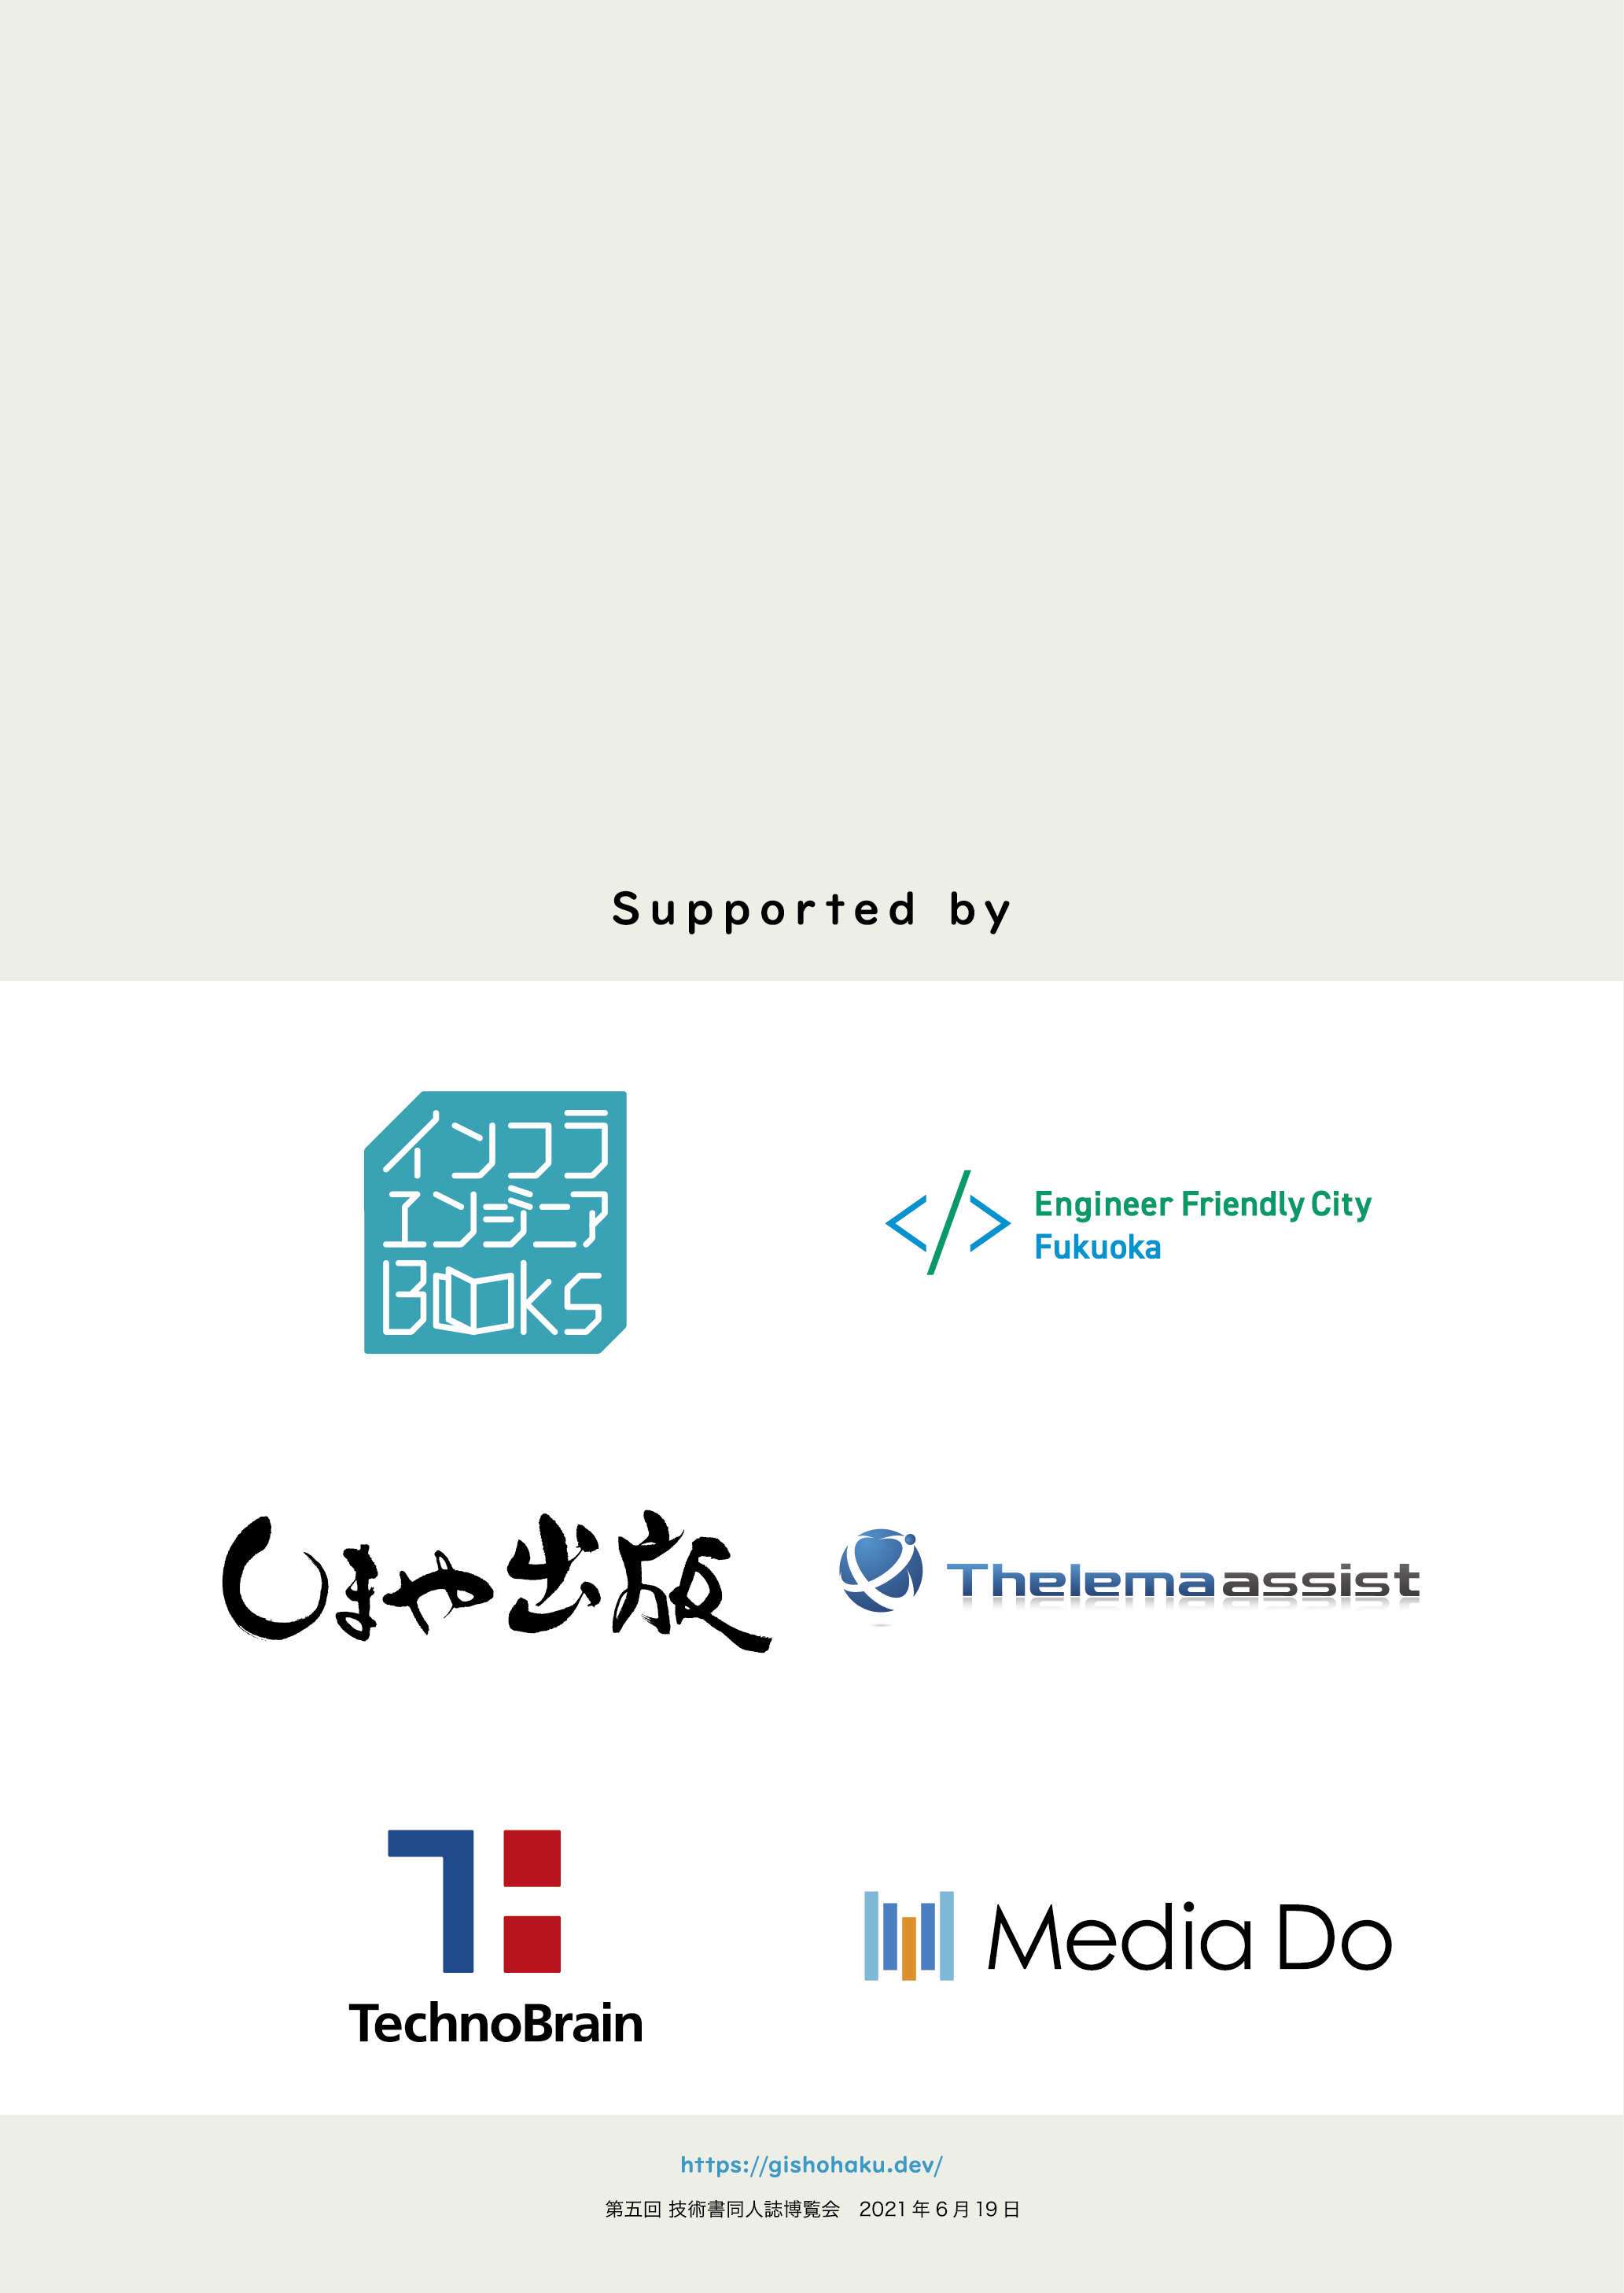 Supported by
インフラ
エンジニア
Books
Engineer Friendly City
Fukuoka
しまや出版
Thelema assist
TechnoBrain
Media Do
https://gishohaku.dev/
第五回 技術書同人誌博覧会　2021年6月19日